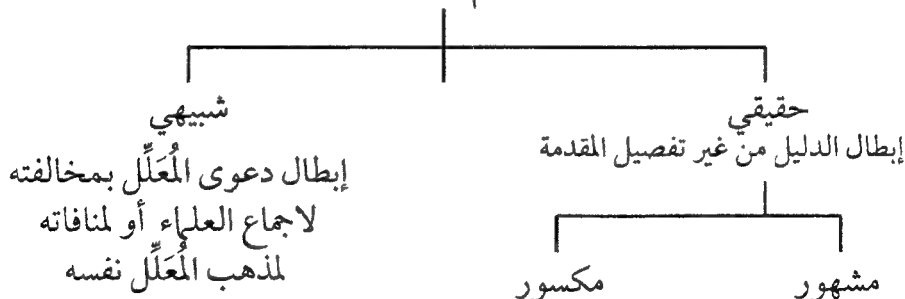 حقيقي
إبطال الدليل من غير تفصيل المقدمة
شبيهي
إبطال دعوى المُعَلِّل بمخالفته
لاجماع العلماء أو لمنافاته
لمذهب المُعَلِّل نفسه
مشهور
مكسور